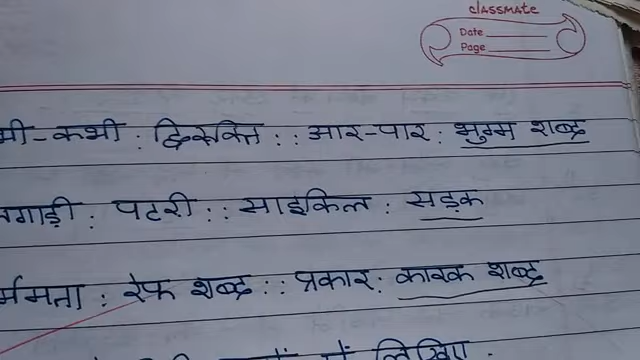 classmate
Date
Page
मी-कभी : द्विरुक्ति :: आर-पार : युग्म शब्द
गाड़ी : पटरी :: साइकिल : सड़क
र्ममता : रेफ शब्द :: प्रकार : कारक शब्द
में लिखिए .